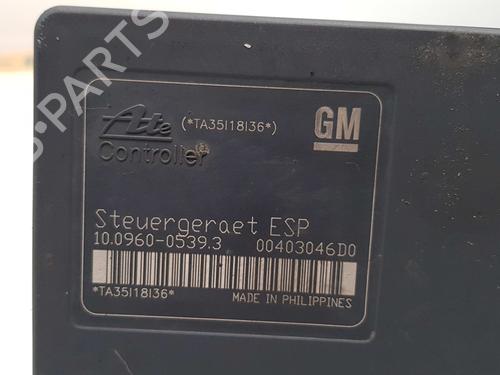 Ate (*TA35I18I36*) GM
Controller
Steuergeraet ESP
10.0960-0539.3 00403046D0
*TA35I18I36*
MADE IN PHILIPPINES
B-PARTS